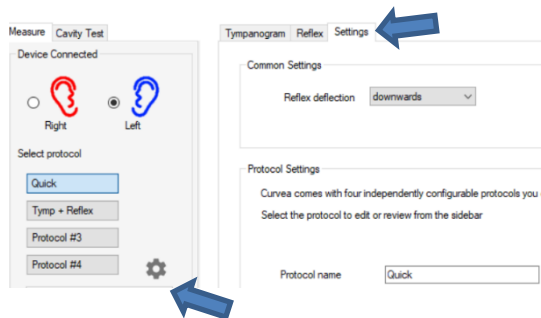 Measure Cavity Test
Device Connected
Right Left
Select protocol
Quick
Tymp + Reflex
Protocol #3
Protocol #4
Tympanogram Reflex Settings
Common Settings
Reflex deflection downwards
Protocol Settings
Curvea comes with four independently configurable protocols you
Select the protocol to edit or review from the sidebar
Protocol name Quick